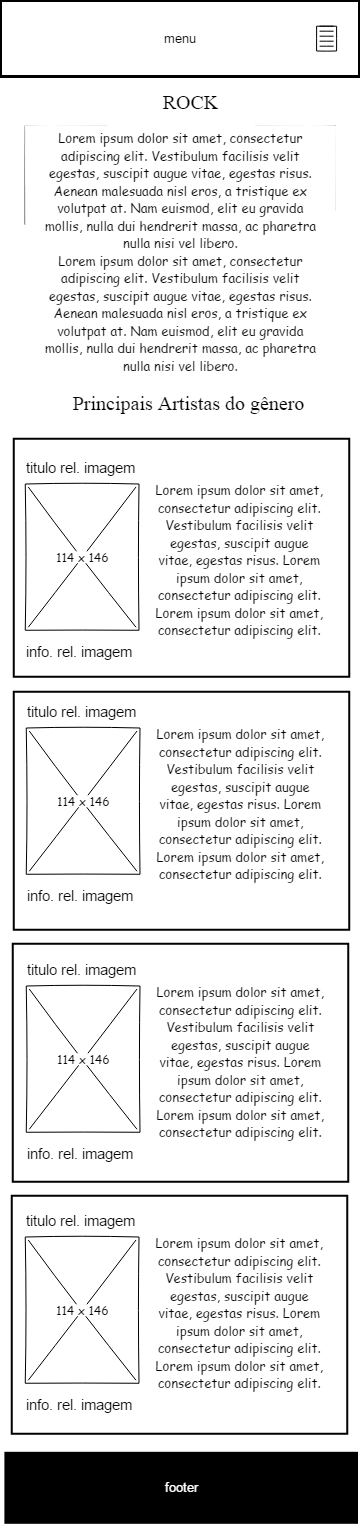 menu
ROCK
Lorem ipsum dolor sit amet, consectetur
adipiscing elit. Vestibulum facilisis velit
egestas, suscipit augue vitae, egestas risus.
Aenean malesuada nisl eros, a tristique ex
volutpat at. Nam euismod, elit eu gravida
mollis, nulla dui hendrerit massa, ac pharetra
nulla nisi vel libero.
Lorem ipsum dolor sit amet, consectetur
adipiscing elit. Vestibulum facilisis velit
egestas, suscipit augue vitae, egestas risus.
Aenean malesuada nisl eros, a tristique ex
volutpat at. Nam euismod, elit eu gravida
mollis, nulla dui hendrerit massa, ac pharetra
nulla nisi vel libero.
Principais Artistas do gênero
titulo rel. imagem
114 x 146
info. rel. imagem
Lorem ipsum dolor sit amet,
consectetur adipiscing elit.
Vestibulum facilisis velit
egestas, suscipit augue
vitae, egestas risus. Lorem
ipsum dolor sit amet,
consectetur adipiscing elit.
Lorem ipsum dolor sit amet,
consectetur adipiscing elit.
titulo rel. imagem
114 x 146
info. rel. imagem
Lorem ipsum dolor sit amet,
consectetur adipiscing elit.
Vestibulum facilisis velit
egestas, suscipit augue
vitae, egestas risus. Lorem
ipsum dolor sit amet,
consectetur adipiscing elit.
Lorem ipsum dolor sit amet,
consectetur adipiscing elit.
titulo rel. imagem
114 x 146
info. rel. imagem
Lorem ipsum dolor sit amet,
consectetur adipiscing elit.
Vestibulum facilisis velit
egestas, suscipit augue
vitae, egestas risus. Lorem
ipsum dolor sit amet,
consectetur adipiscing elit.
Lorem ipsum dolor sit amet,
consectetur adipiscing elit.
titulo rel. imagem
114 x 146
info. rel. imagem
Lorem ipsum dolor sit amet,
consectetur adipiscing elit.
Vestibulum facilisis velit
egestas, suscipit augue
vitae, egestas risus. Lorem
ipsum dolor sit amet,
consectetur adipiscing elit.
Lorem ipsum dolor sit amet,
consectetur adipiscing elit.
footer